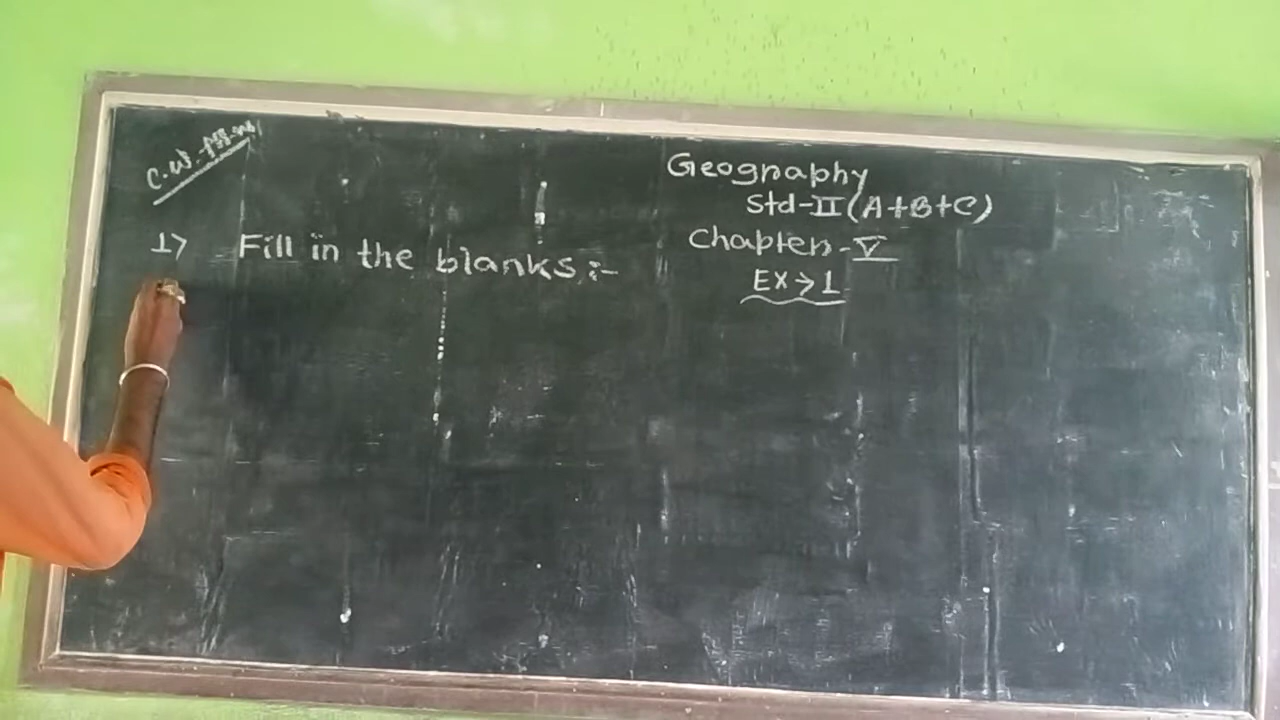 C.W.
Geography
Std-II (A+B+C)
Chapter-V
EX→1
1> Fill in the blanks :-